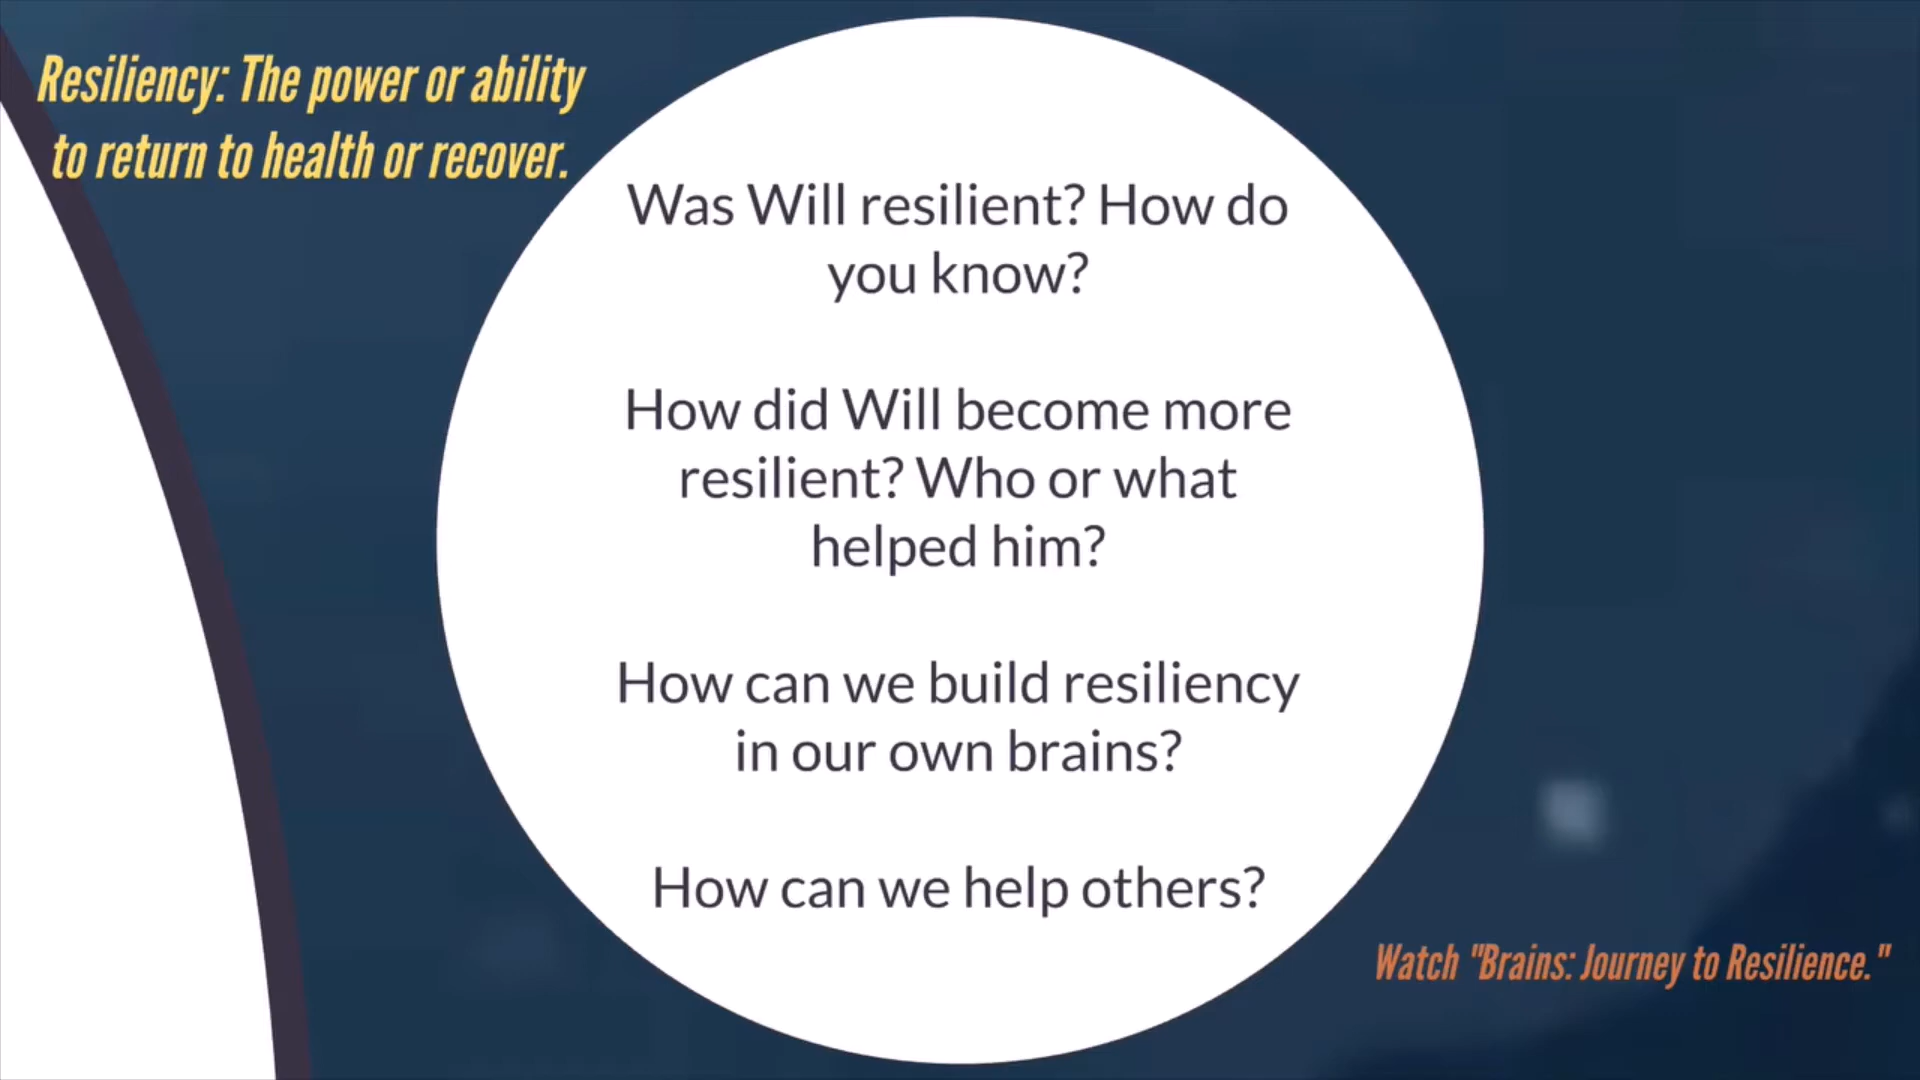 Resiliency: The power or ability
to return to health or recover.
Was Will resilient? How do
you know?
How did Will become more
resilient? Who or what
helped him?
How can we build resiliency
in our own brains?
How can we help others?
Watch "Brains: Journey to Resilience."